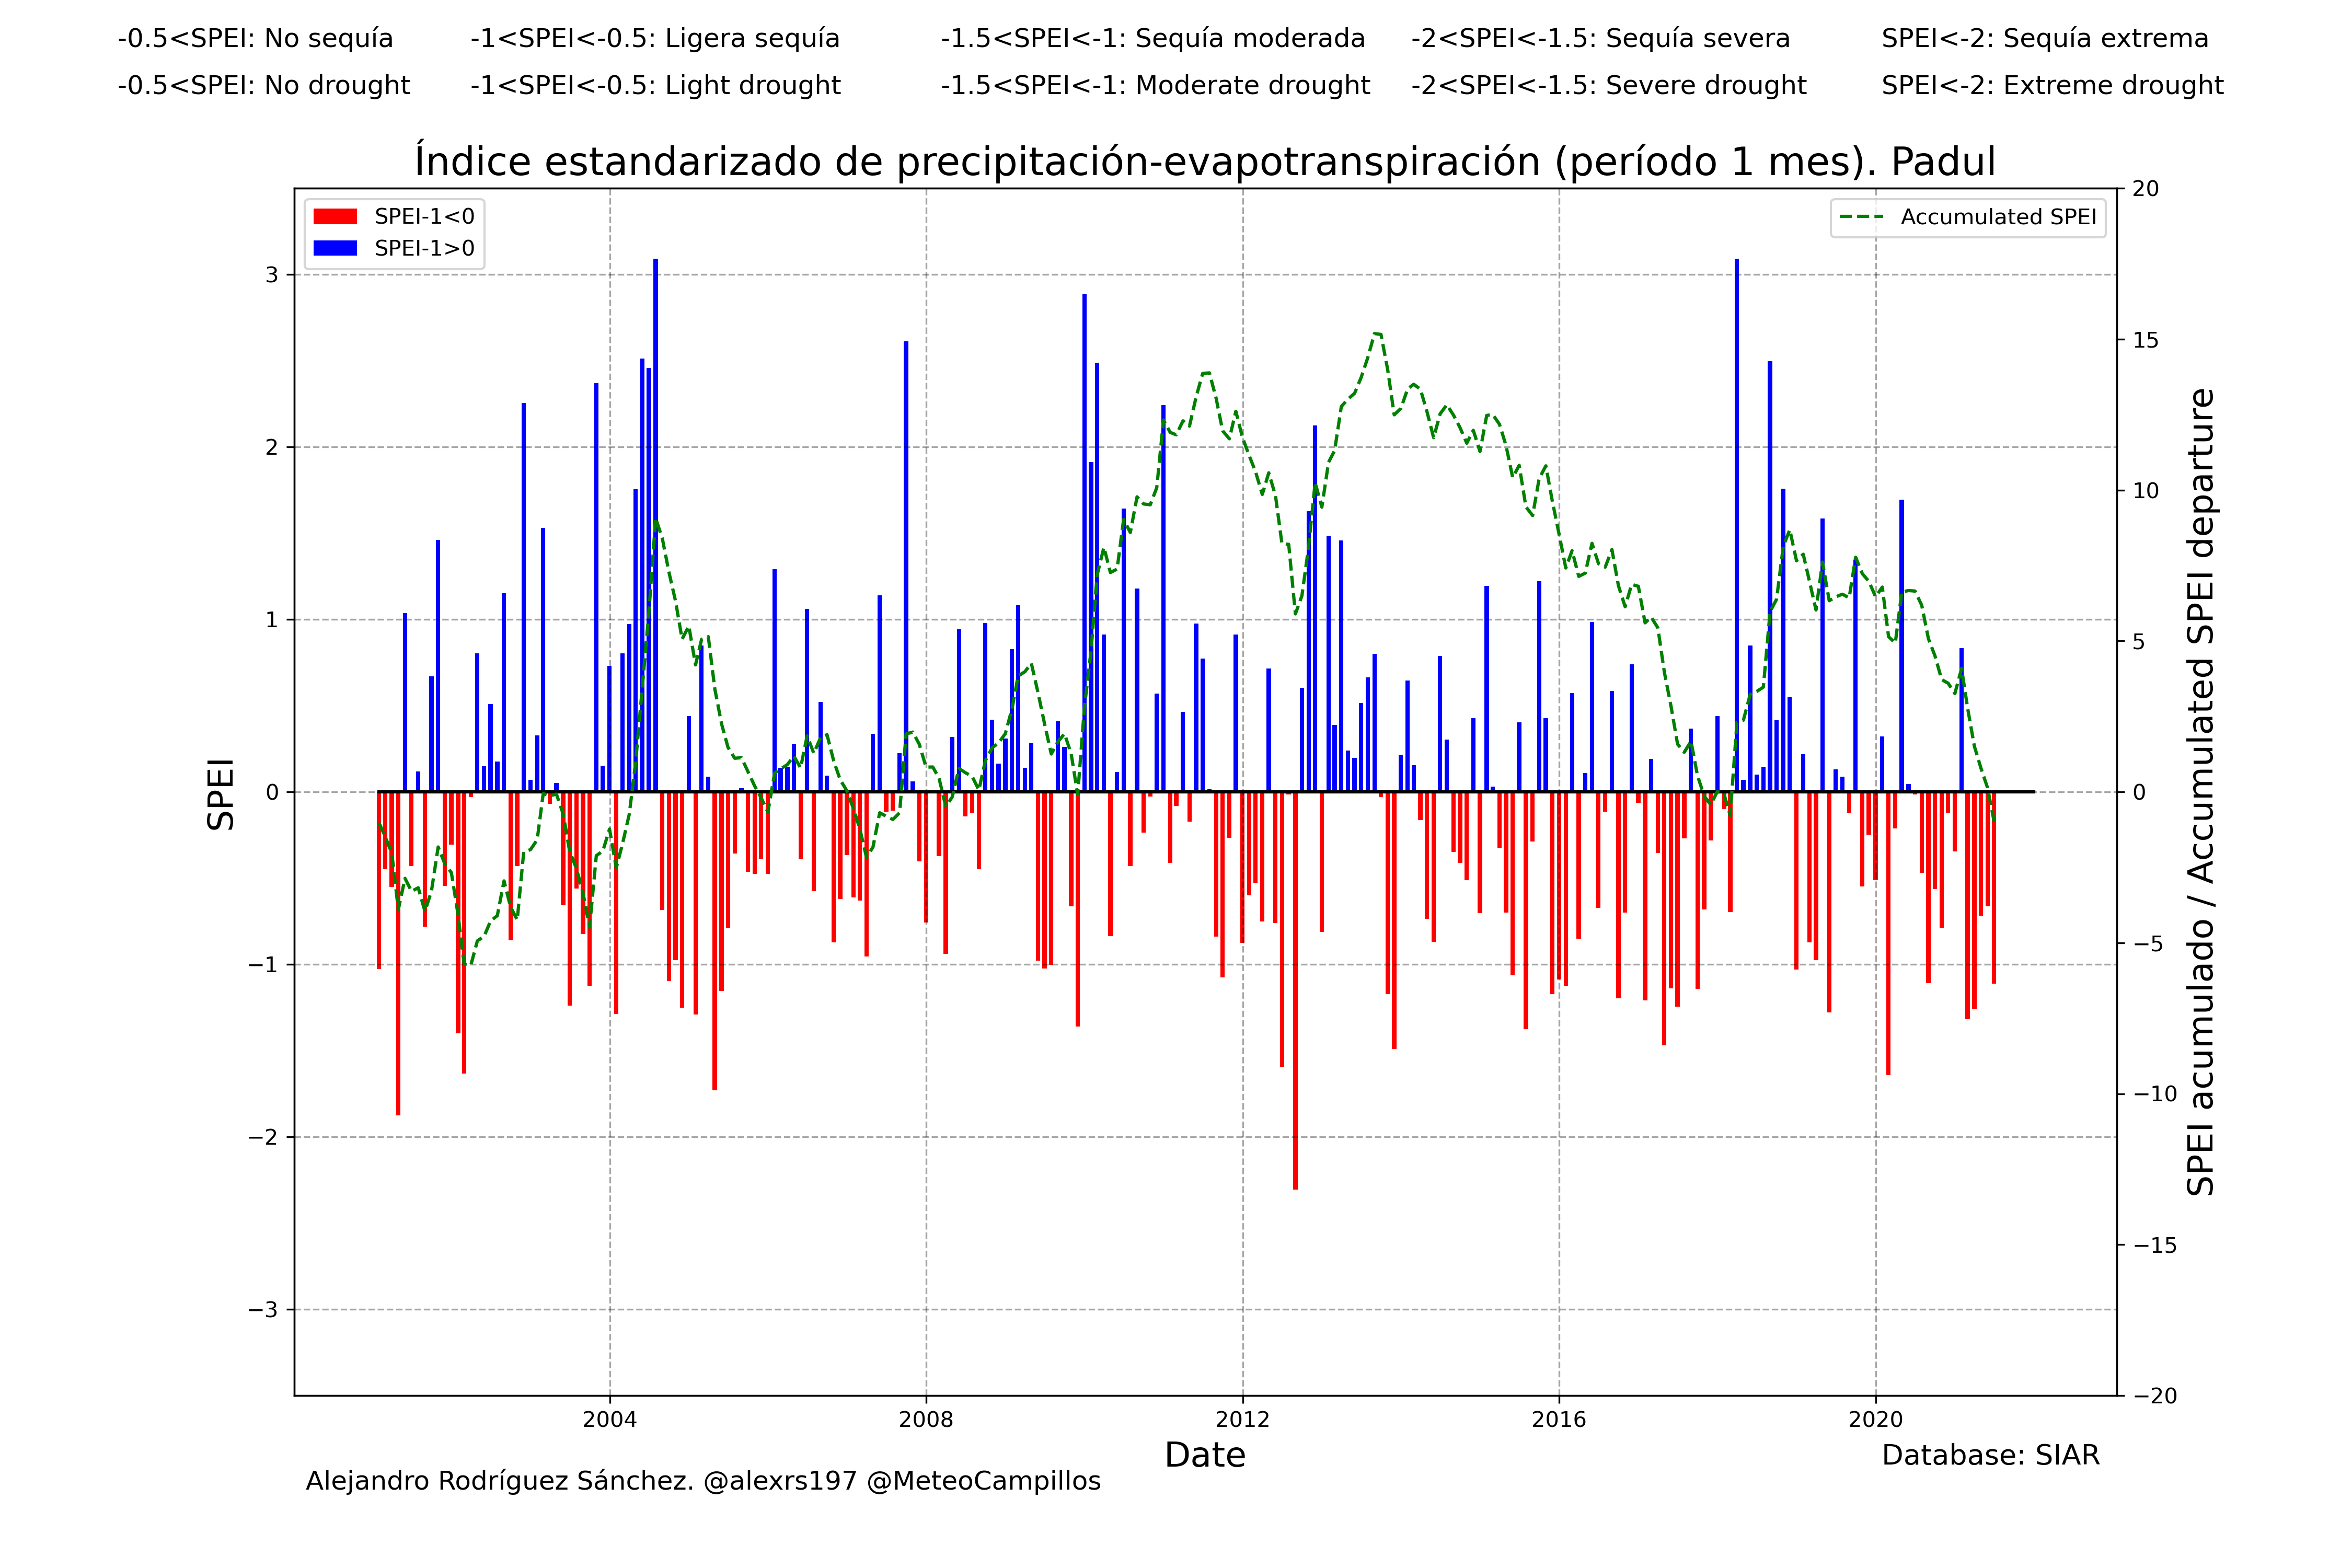 -0.5<SPEI: No sequía -1<SPEI<-0.5: Ligera sequía -1.5<SPEI<-1: Sequía moderada -2<SPEI<-1.5: Sequía severa SPEI<-2: Sequía extrema
-0.5<SPEI: No drought -1<SPEI<-0.5: Light drought -1.5<SPEI<-1: Moderate drought -2<SPEI<-1.5: Severe drought SPEI<-2: Extreme drought
Índice estandarizado de precipitación-evapotranspiración (período 1 mes). Padul
SPEI-1<0
SPEI-1>0
Accumulated SPEI
SPEI
3
2
1
0
−1
−2
−3
20
15
10
5
0
−5
−10
−15
−20
SPEI acumulado / Accumulated SPEI departure
2004 2008 2012 2016 2020
Date
Database: SIAR
Alejandro Rodríguez Sánchez. @alexrs197 @MeteoCampillos